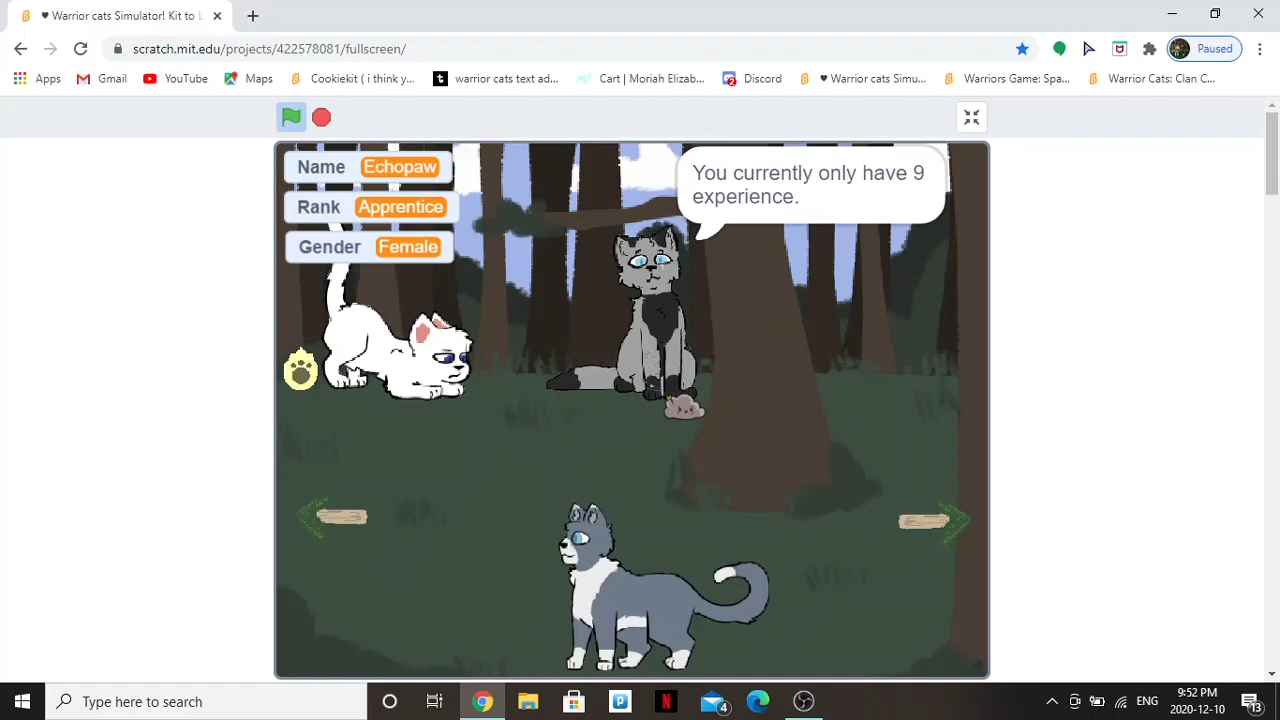 ♥ Warrior cats Simulator! Kit to L
scratch.mit.edu/projects/422578081/fullscreen/
Paused
Apps
Gmail
YouTube
Maps
Cookiekit ( i think y...
warrior cats text ad...
Cart | Moriah Elizab...
Discord
♥ Warrior cats Simu...
Warriors Game: Spa...
Warrior Cats: Clan C...
Name Echopaw
Rank Apprentice
Gender Female
You currently only have 9
experience.
Type here to search
4
ENG
9:52 PM
2020-12-10
13